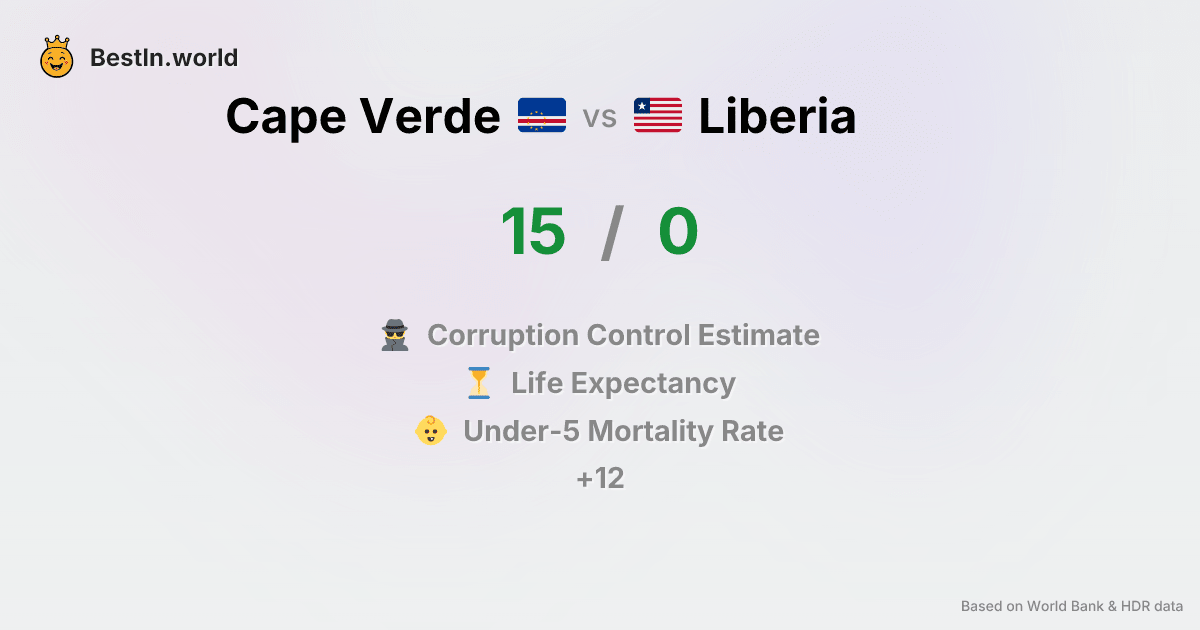 BestIn.world
Cape Verde vs Liberia
15 / 0
Corruption Control Estimate
Life Expectancy
Under-5 Mortality Rate
+12
Based on World Bank & HDR data